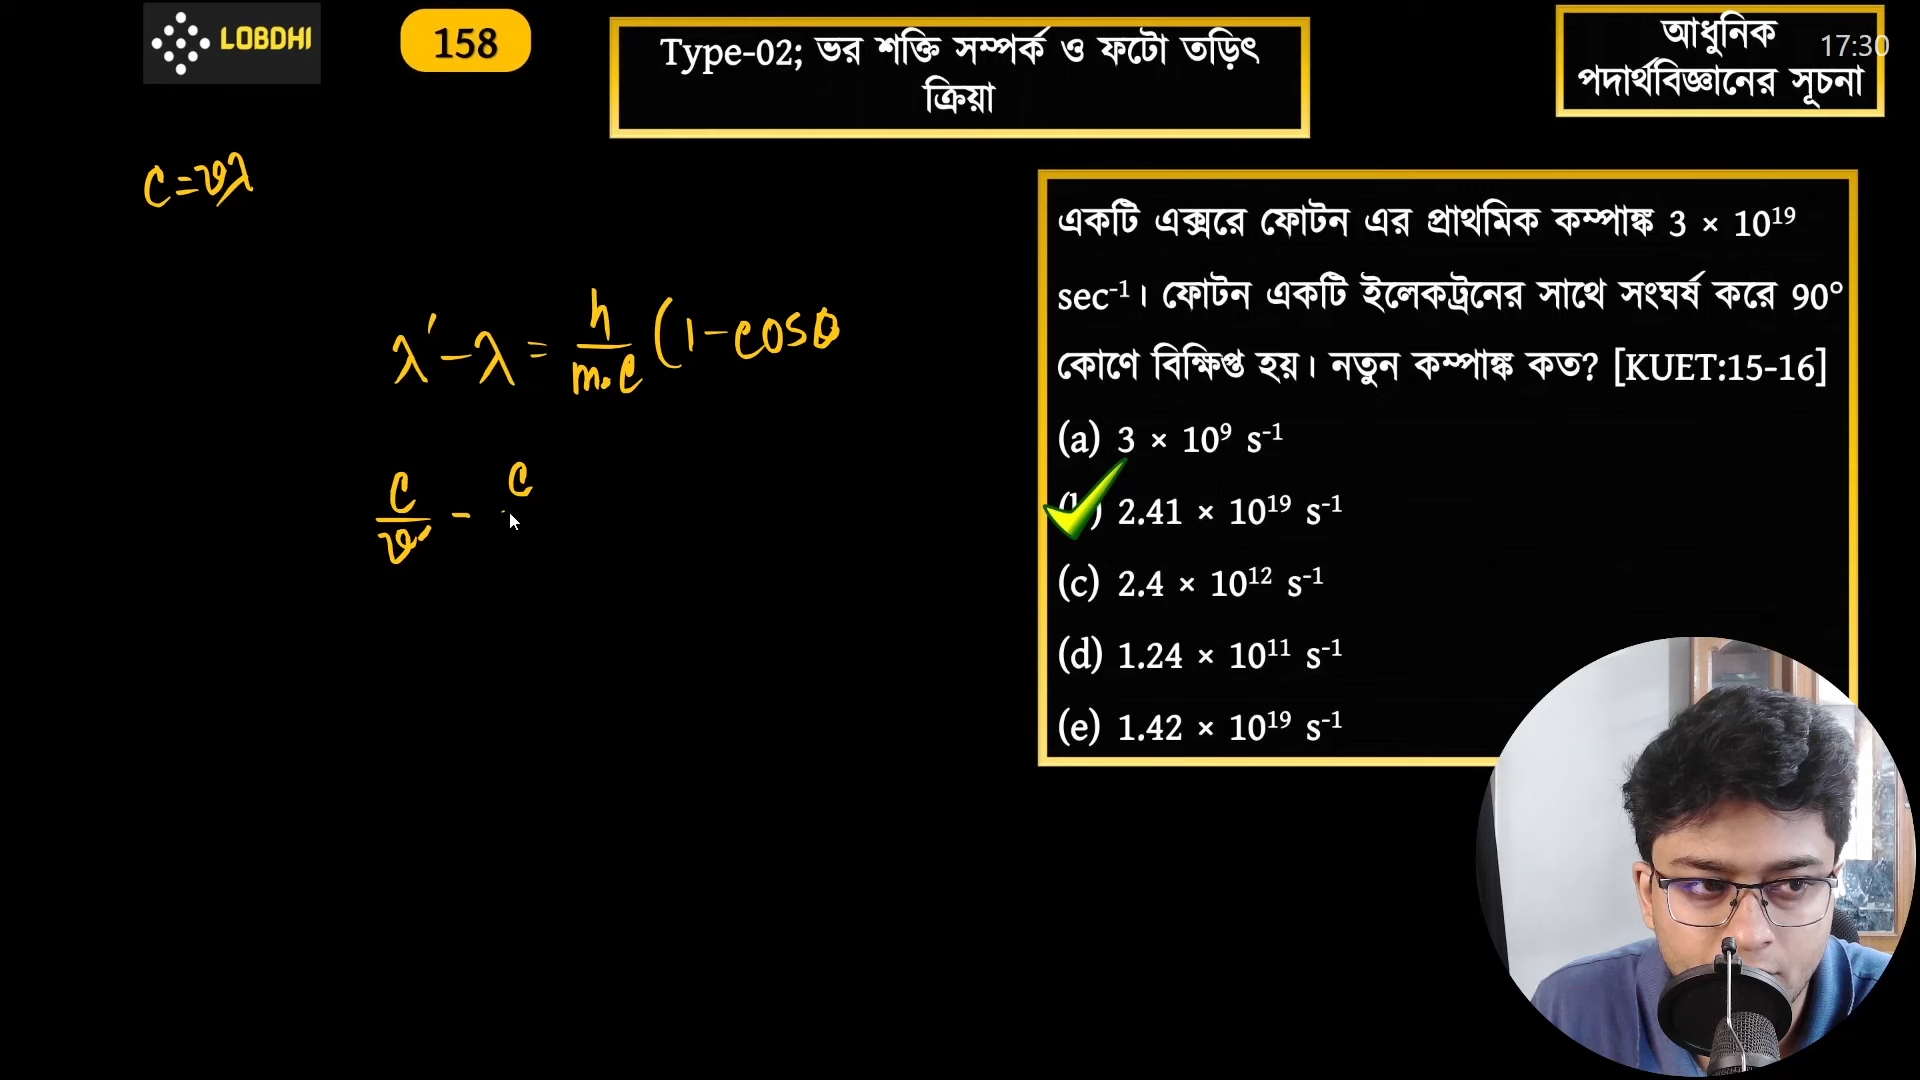 LOBDHI
158
Type-02; ভর শক্তি সম্পর্ক ও ফটো তড়িৎ
ক্রিয়া
আধুনিক
পদার্থবিজ্ঞানের সূচনা
17:30
C=νλ
λ′-λ = h/m₀c (1-cosθ
একটি এক্সরে ফোটন এর প্রাথমিক কম্পাঙ্ক 3 × 10¹⁹
sec⁻¹। ফোটন একটি ইলেকট্রনের সাথে সংঘর্ষ করে 90°
কোণে বিক্ষিপ্ত হয়। নতুন কম্পাঙ্ক কত? [KUET:15-16]
(a) 3 × 10⁹ s⁻¹
2.41 × 10¹⁹ s⁻¹
(c) 2.4 × 10¹² s⁻¹
(d) 1.24 × 10¹¹ s⁻¹
(e) 1.42 × 10¹⁹ s⁻¹
c/ν′ - c